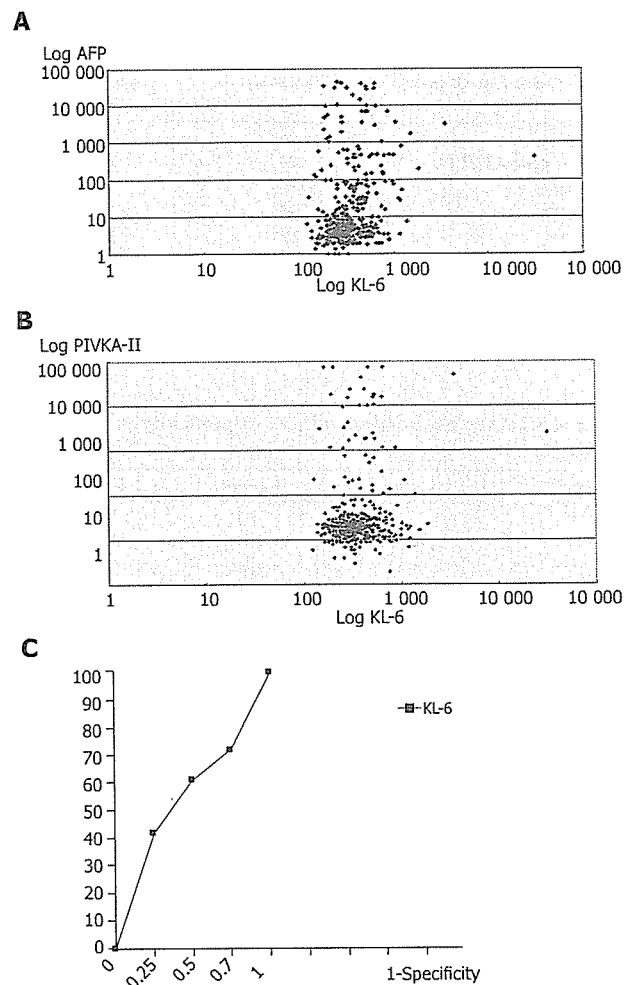 A
Log AFP
100 000
10 000
1 000
100
10
1
1 10 100 1 000 10 000 10 000
Log KL-6
B
Log PIVKA-II
100 000
10 000
1 000
100
10
1
1 10 100 1 000 10 000 10 000
Log KL-6
C
100
90
80
70
60
50
40
30
20
10
0
KL-6
0 0.25 0.5 0.7 1
1-Specificity